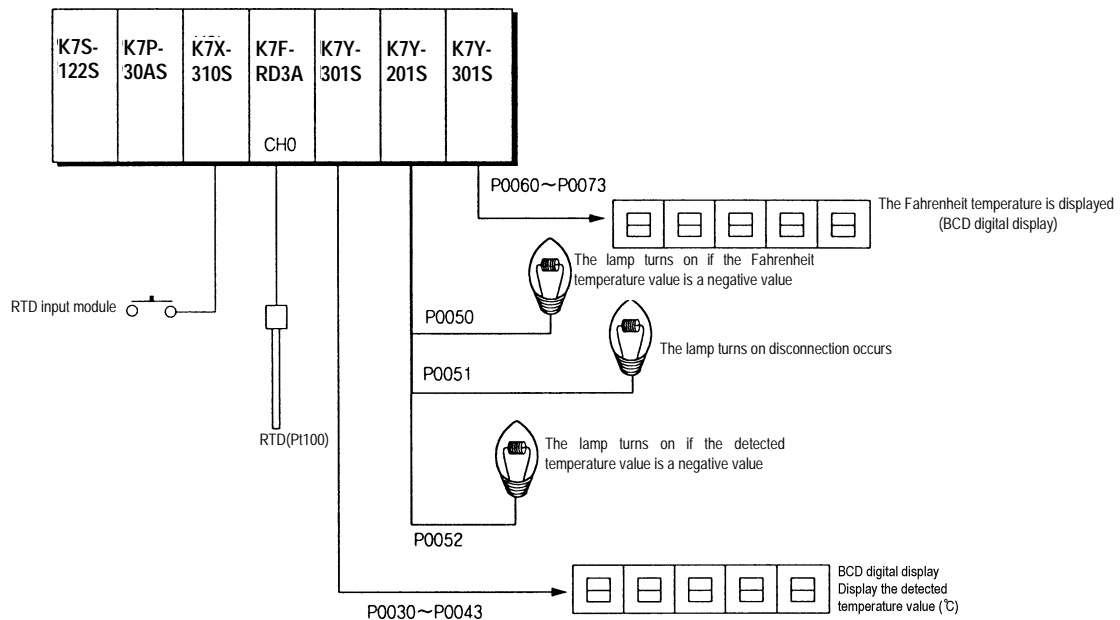 K7S-
122S
K7P-
30AS
K7X-
310S
K7F-
RD3A
K7Y-
301S
K7Y-
201S
K7Y-
301S
CH0
P0060~P0073
The Fahrenheit temperature is displayed
(BCD digital display)
The lamp turns on if the Fahrenheit
temperature value is a negative value
RTD input module
P0050
The lamp turns on disconnection occurs
P0051
RTD(Pt100)
The lamp turns on if the detected
temperature value is a negative value
P0052
BCD digital display
Display the detected
temperature value (℃)
P0030~P0043